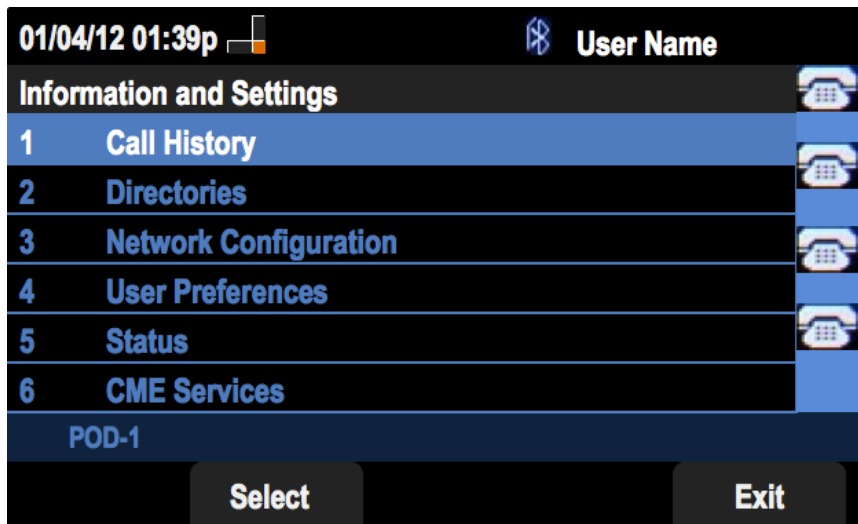 01/04/12 01:39p User Name
Information and Settings
1 Call History
2 Directories
3 Network Configuration
4 User Preferences
5 Status
6 CME Services
POD-1
Select Exit